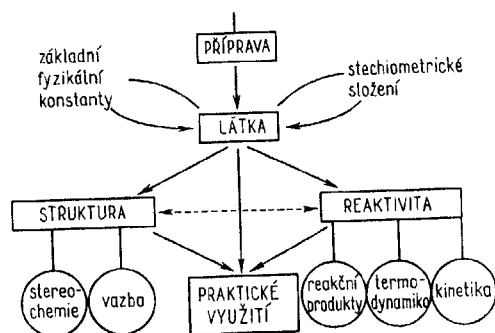 PŘÍPRAVA
základní
fyzikální
konstanty
stechiometrické
složení
LÁTKA
STRUKTURA
REAKTIVITA
stereo-
chemie
vazba
PRAKTICKÉ
VYUŽITÍ
reakční
produkty
termo-
dynamika
kinetika